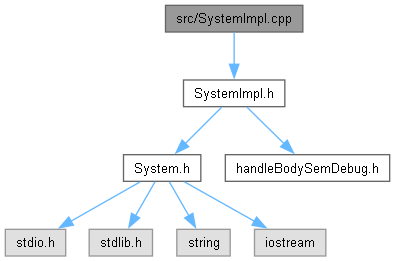 src/SystemImpl.cpp
SystemImpl.h
System.h
handleBodySemDebug.h
stdio.h
stdlib.h
string
iostream